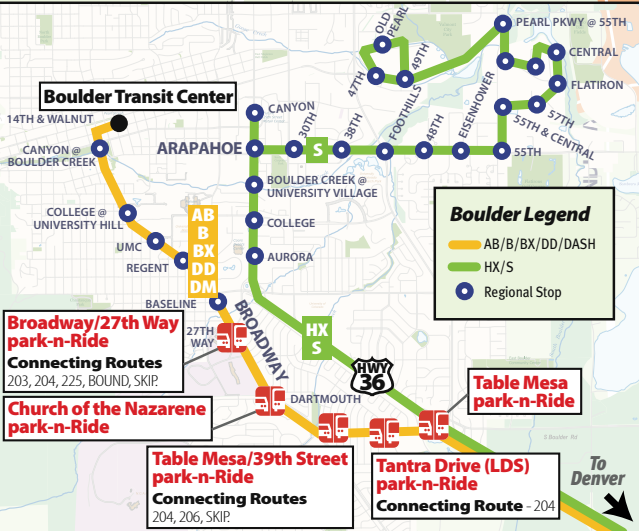 OLD
PEARL
PEARL PKWY @ 55TH
47TH
49TH
CENTRAL
FLATIRON
57TH
55TH & CENTRAL
EISENHOWER
Boulder Transit Center
14TH & WALNUT
CANYON @
BOULDER CREEK
CANYON
ARAPAHOE
30TH
S
38TH
FOOTHILLS
48TH
55TH
BOULDER CREEK @
UNIVERSITY VILLAGE
COLLEGE @
UNIVERSITY HILL
COLLEGE
UMC
REGENT
AURORA
AB
B
BX
DD
DM
BASELINE
Boulder Legend
AB/B/BX/DD/DASH
HX/S
Regional Stop
BROADWAY
27TH
WAY
HX
S
HWY
36
Broadway/27th Way
park-n-Ride
Connecting Routes
203, 204, 225, BOUND, SKIP.
Church of the Nazarene
park-n-Ride
DARTMOUTH
Table Mesa
park-n-Ride
Table Mesa/39th Street
park-n-Ride
Connecting Routes
204, 206, SKIP.
Tantra Drive (LDS)
park-n-Ride
Connecting Route - 204
S Boulder Rd
To
Denver